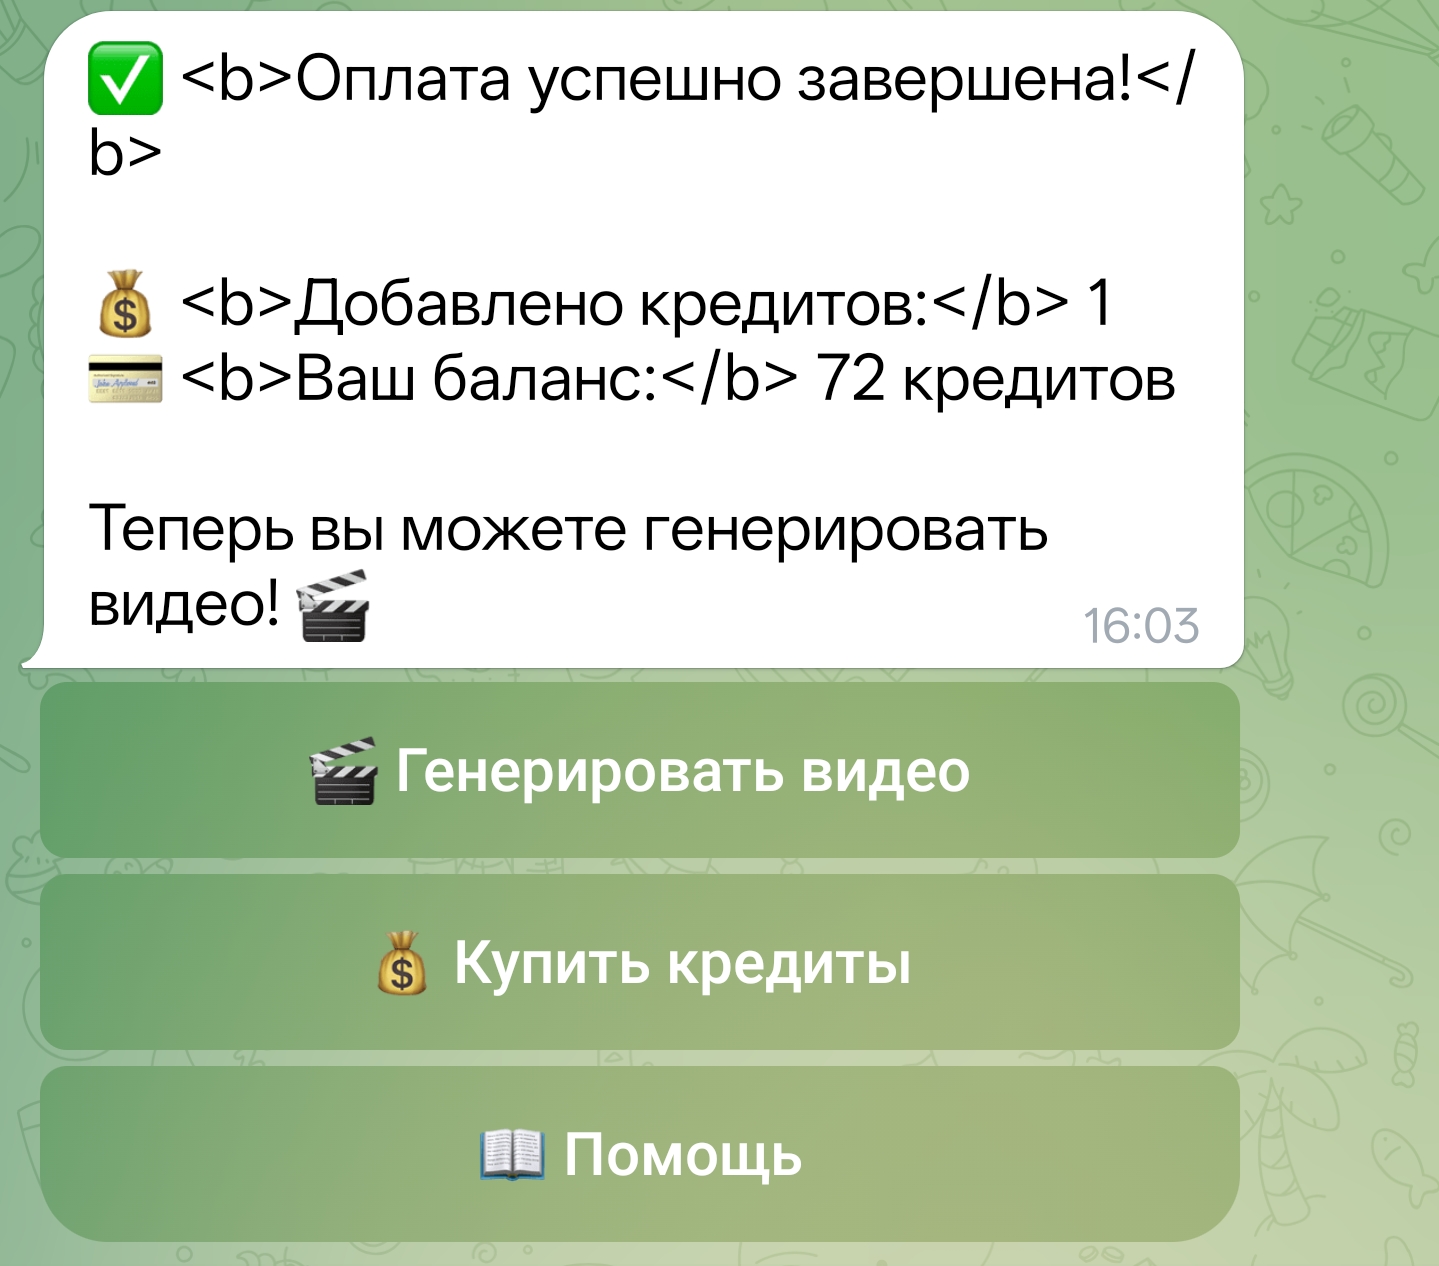 ✅ <b>Оплата успешно завершена!</
b>
💰 <b>Добавлено кредитов:</b> 1
💳 <b>Ваш баланс:</b> 72 кредитов
Теперь вы можете генерировать
видео! 🎬
16:03
🎬 Генерировать видео
💰 Купить кредиты
📖 Помощь